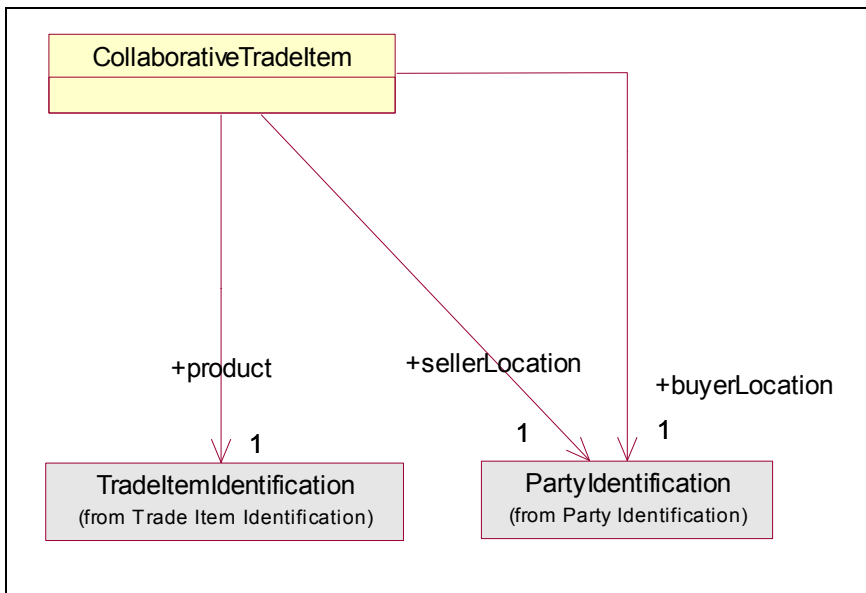 CollaborativeTradeItem
+product
+sellerLocation
+buyerLocation
1
1
1
TradeItemIdentification
(from Trade Item Identification)
PartyIdentification
(from Party Identification)